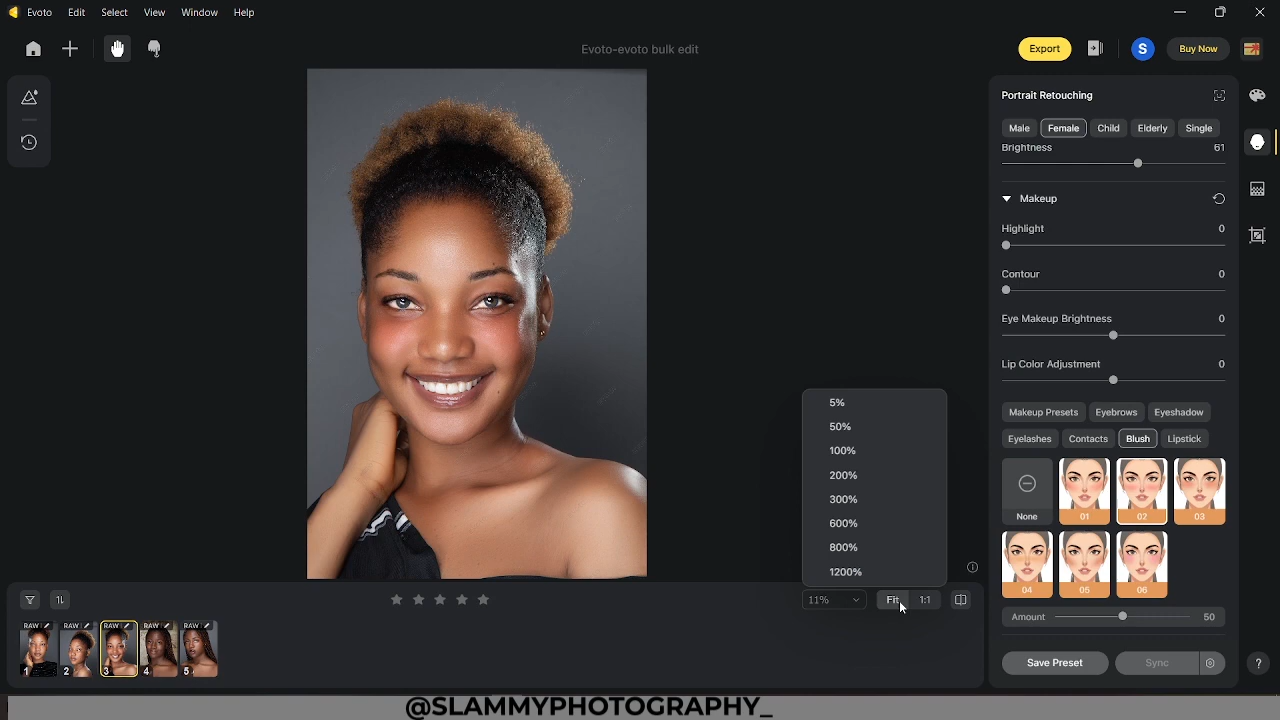 Evoto Edit Select View Window Help
Evoto-evoto bulk edit
Export
S
Buy Now
Portrait Retouching
Male Female Child Elderly Single
Brightness 61
Makeup
Highlight 0
Contour 0
Eye Makeup Brightness 0
Lip Color Adjustment 0
Makeup Presets Eyebrows Eyeshadow
Eyelashes Contacts Blush Lipstick
None 01 02 03
04 05 06
Amount 50
Save Preset Sync
?
5%
50%
100%
200%
300%
600%
800%
1200%
11% Fit 1:1
RAW RAW RAW RAW RAW
1 2 3 4 5
@SLAMMYPHOTOGRAPHY_